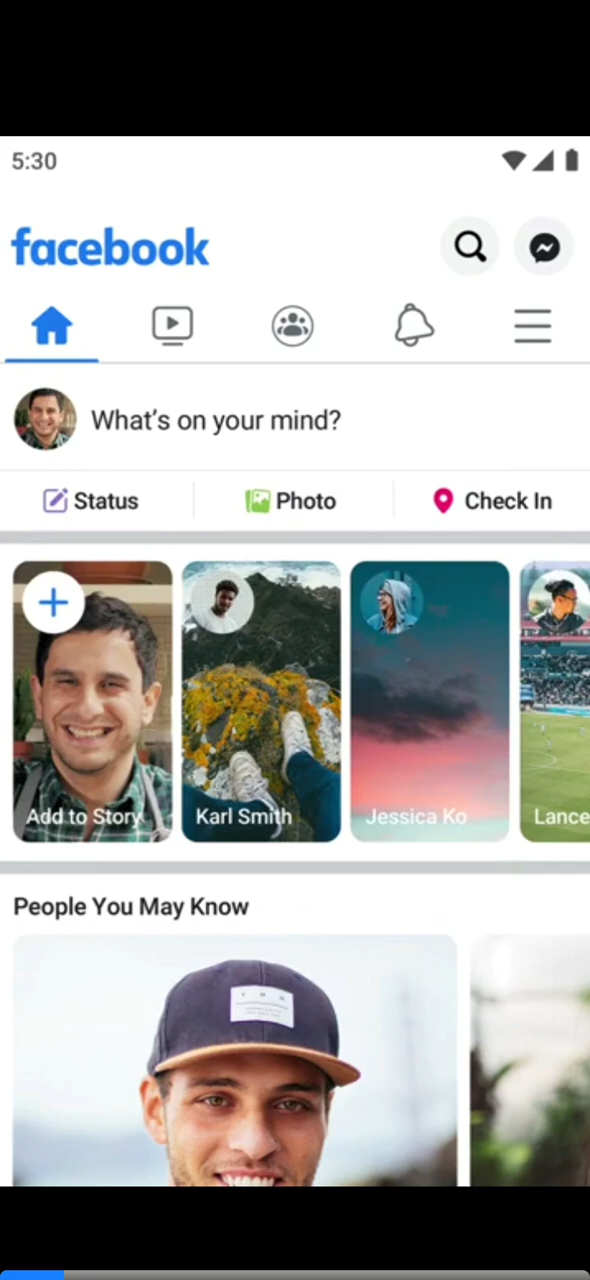 5:30
facebook
What's on your mind?
Status Photo Check In
Add to Story Karl Smith Jessica Ko Lance
People You May Know